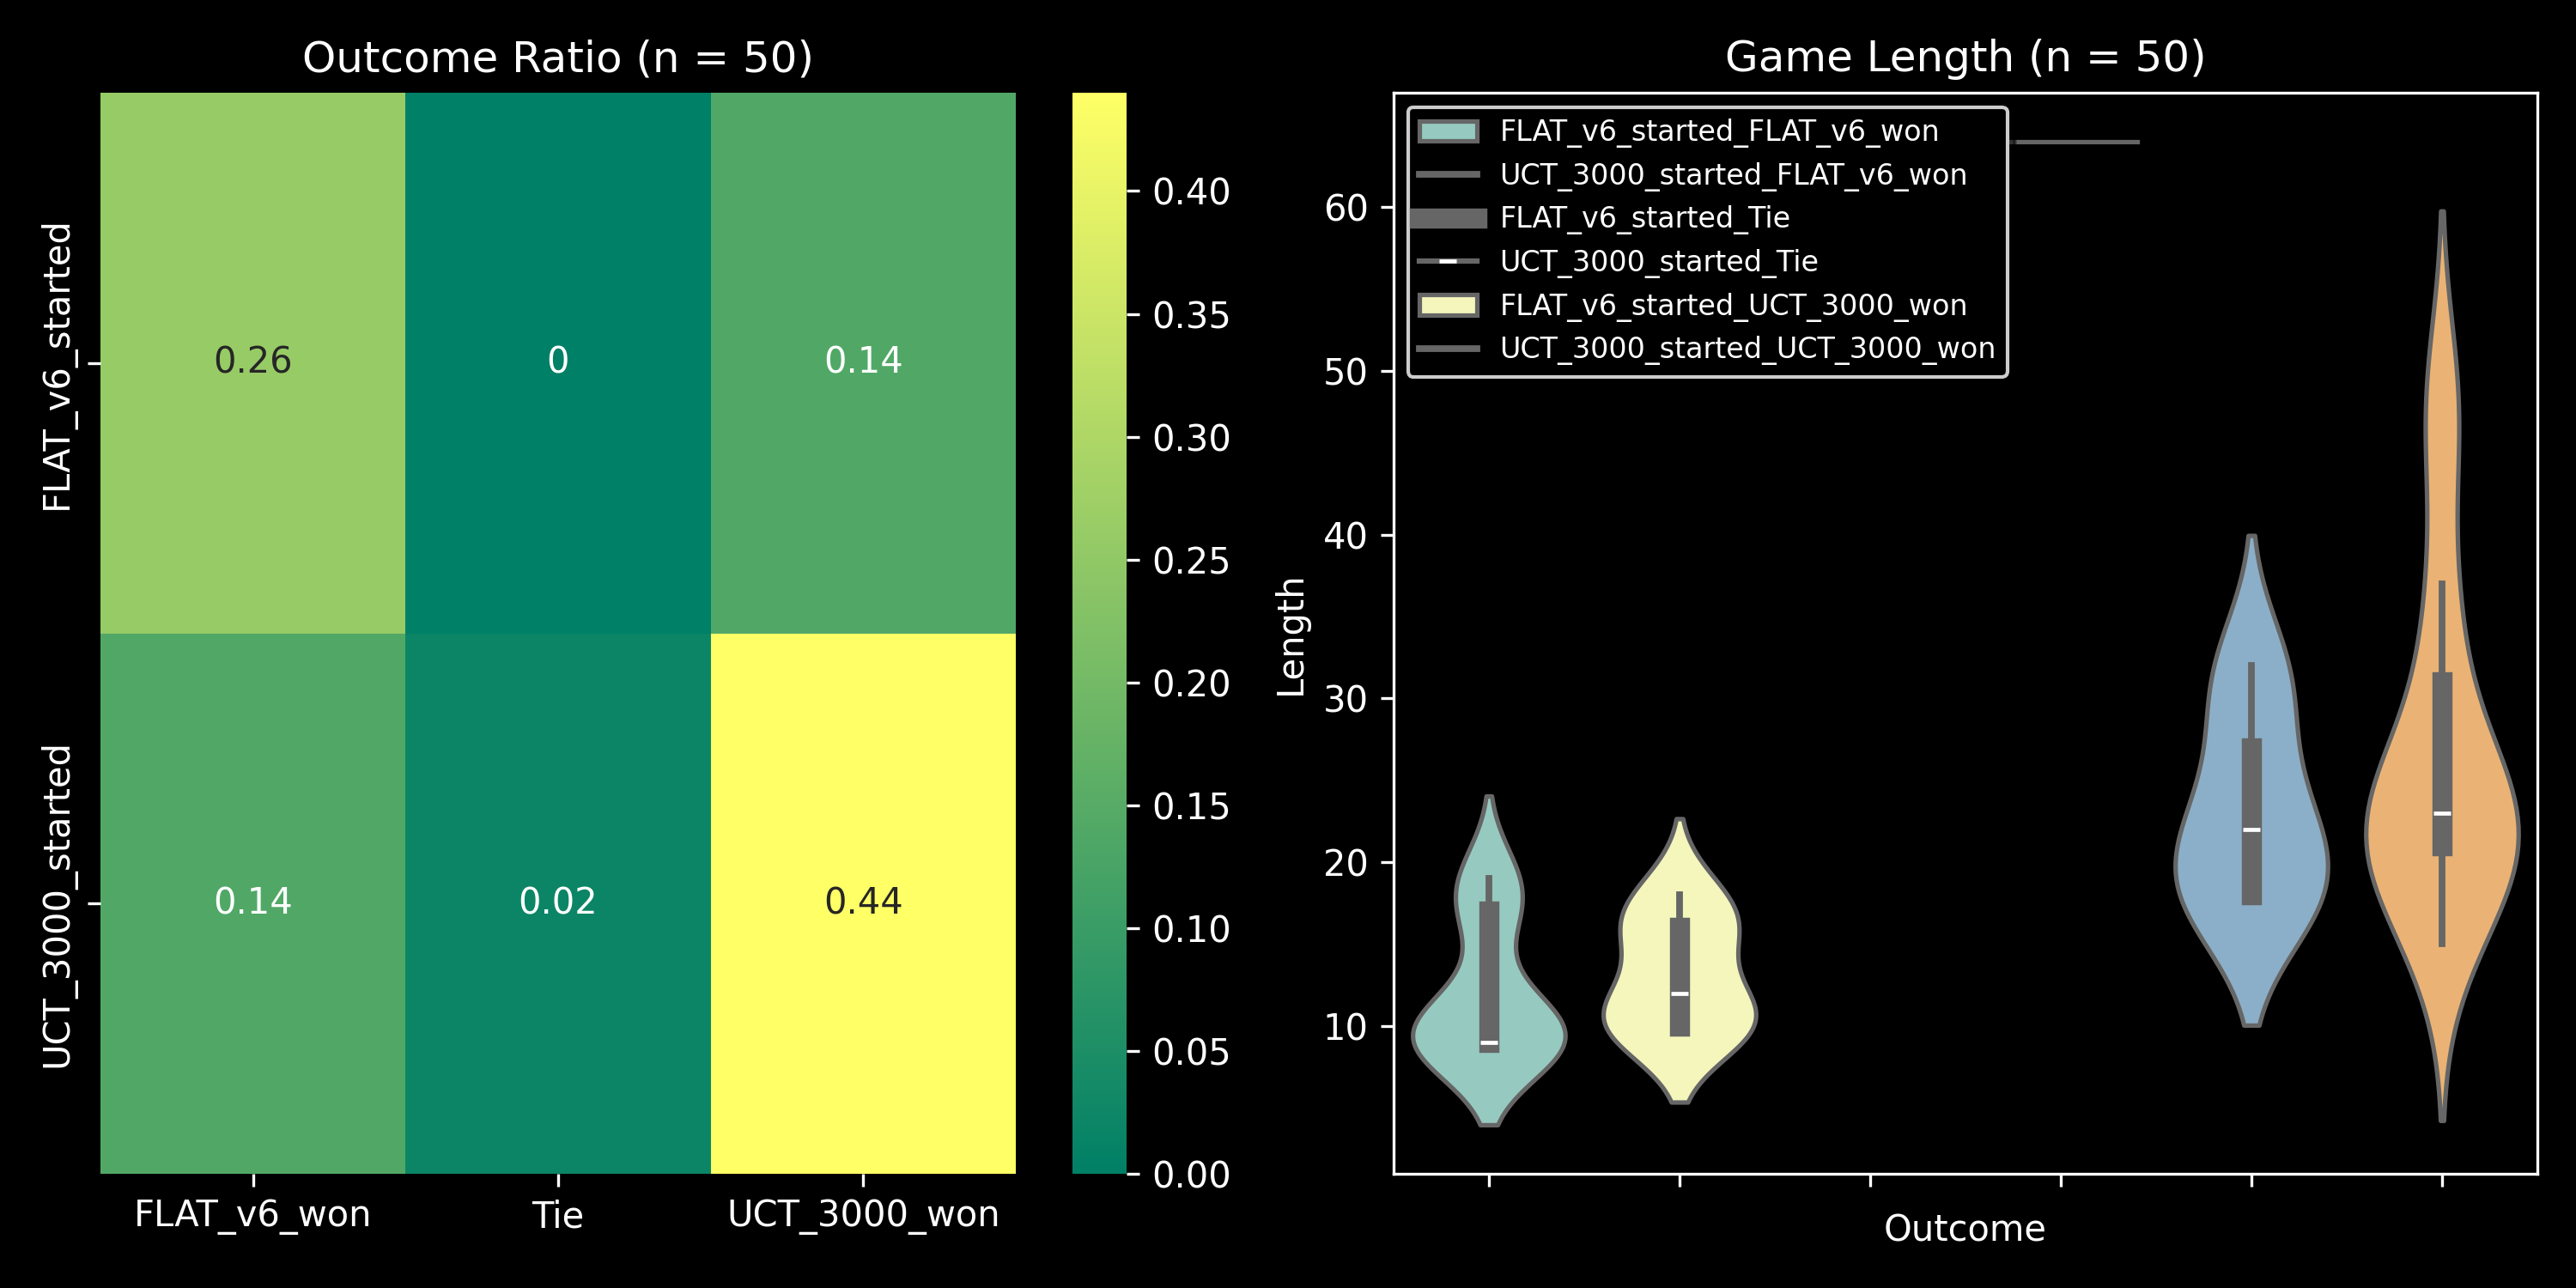 Outcome Ratio (n = 50)
FLAT_v6_started
UCT_3000_started
0.26
0
0.14
0.14
0.02
0.44
FLAT_v6_won
Tie
UCT_3000_won
0.40
0.35
0.30
0.25
0.20
0.15
0.10
0.05
0.00
Game Length (n = 50)
FLAT_v6_started_FLAT_v6_won
UCT_3000_started_FLAT_v6_won
FLAT_v6_started_Tie
UCT_3000_started_Tie
FLAT_v6_started_UCT_3000_won
UCT_3000_started_UCT_3000_won
Length
60
50
40
30
20
10
Outcome